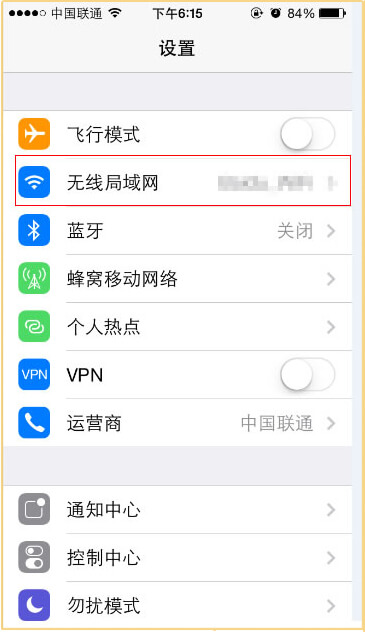 中国联通 下午6:15 84%
设置
飞行模式
无线局域网
蓝牙 关闭
蜂窝移动网络
个人热点
VPN VPN
运营商 中国联通
通知中心
控制中心
勿扰模式